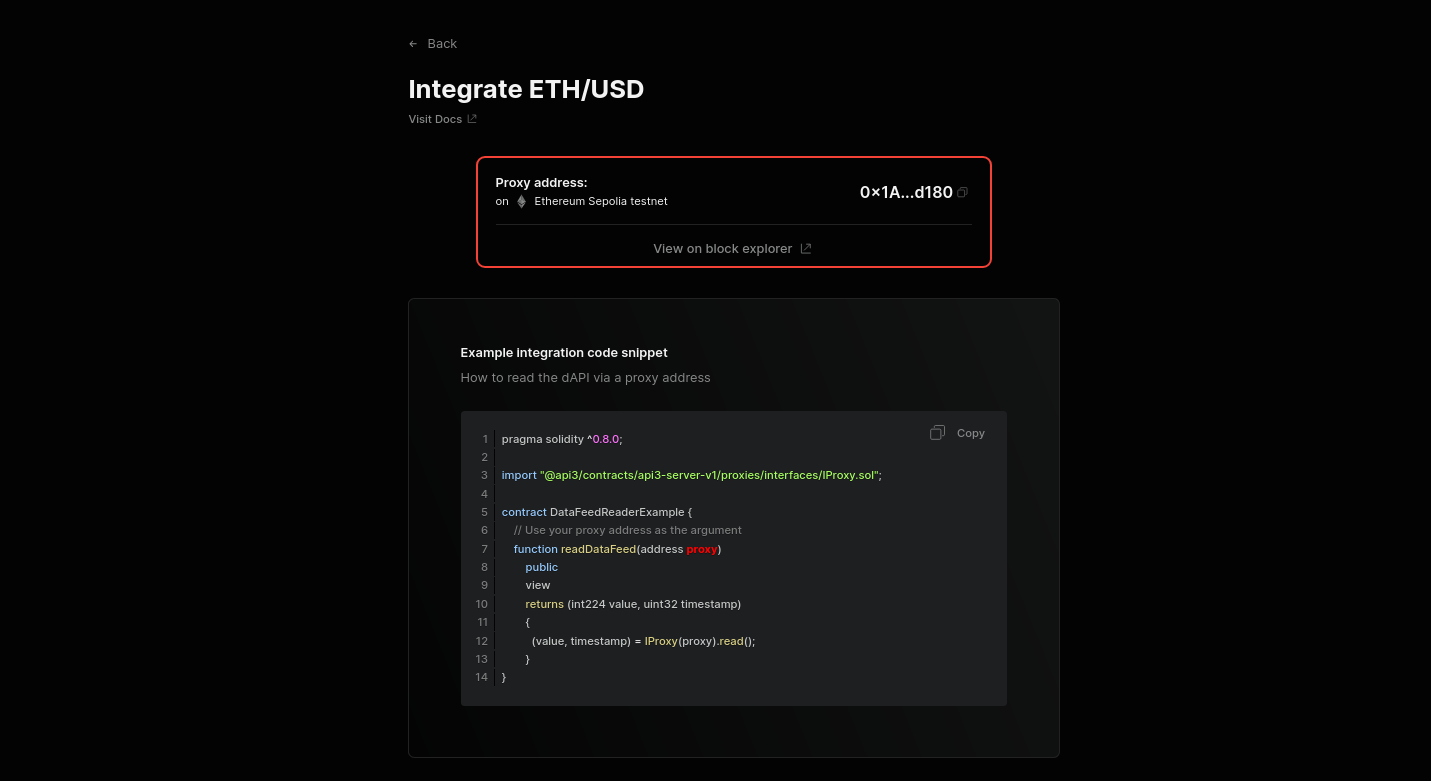 ← Back
Integrate ETH/USD
Visit Docs
Proxy address:
on Ethereum Sepolia testnet
0×1A...d180
View on block explorer
Example integration code snippet
How to read the dAPI via a proxy address
Copy
1 pragma solidity ^0.8.0;
2
3 import "@api3/contracts/api3-server-v1/proxies/interfaces/IProxy.sol";
4
5 contract DataFeedReaderExample {
6 // Use your proxy address as the argument
7 function readDataFeed(address proxy)
8 public
9 view
10 returns (int224 value, uint32 timestamp)
11 {
12 (value, timestamp) = IProxy(proxy).read();
13 }
14 }